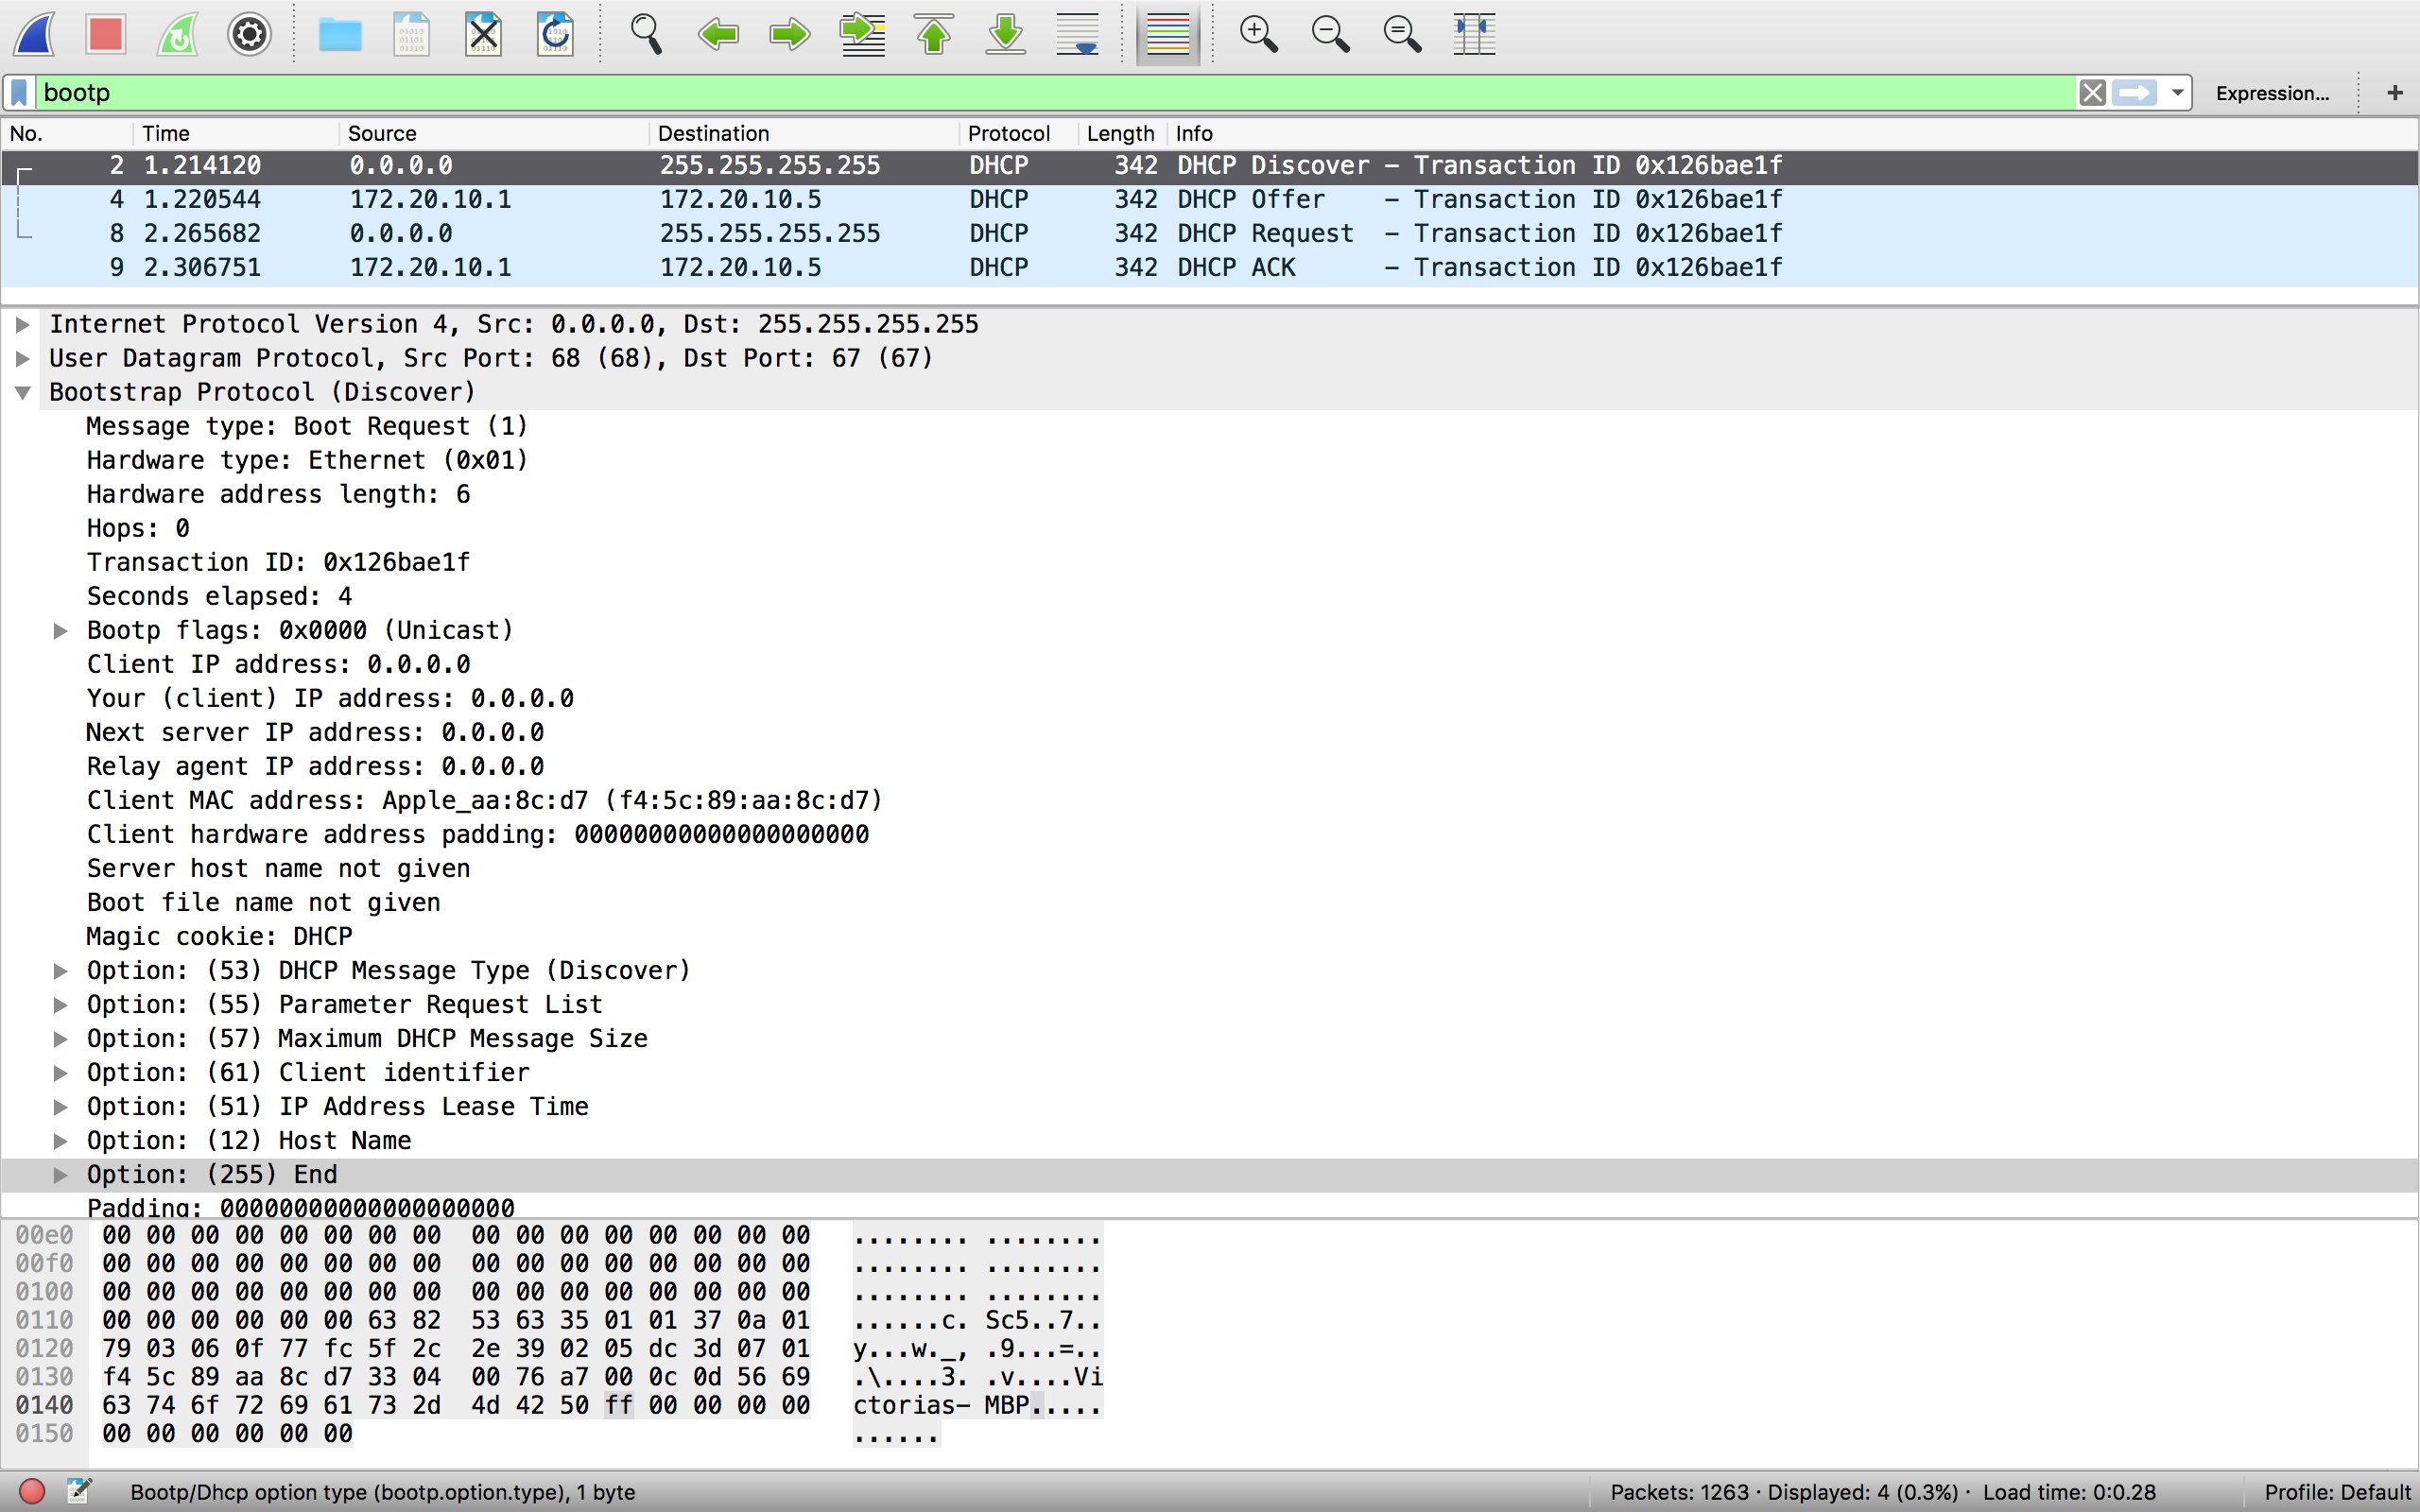 bootp
Expression... +
No. Time Source Destination Protocol Length Info
2 1.214120 0.0.0.0 255.255.255.255 DHCP 342 DHCP Discover – Transaction ID 0x126bae1f
4 1.220544 172.20.10.1 172.20.10.5 DHCP 342 DHCP Offer – Transaction ID 0x126bae1f
8 2.265682 0.0.0.0 255.255.255.255 DHCP 342 DHCP Request – Transaction ID 0x126bae1f
9 2.306751 172.20.10.1 172.20.10.5 DHCP 342 DHCP ACK – Transaction ID 0x126bae1f
Internet Protocol Version 4, Src: 0.0.0.0, Dst: 255.255.255.255
User Datagram Protocol, Src Port: 68 (68), Dst Port: 67 (67)
Bootstrap Protocol (Discover)
Message type: Boot Request (1)
Hardware type: Ethernet (0x01)
Hardware address length: 6
Hops: 0
Transaction ID: 0x126bae1f
Seconds elapsed: 4
Bootp flags: 0x0000 (Unicast)
Client IP address: 0.0.0.0
Your (client) IP address: 0.0.0.0
Next server IP address: 0.0.0.0
Relay agent IP address: 0.0.0.0
Client MAC address: Apple_aa:8c:d7 (f4:5c:89:aa:8c:d7)
Client hardware address padding: 00000000000000000000
Server host name not given
Boot file name not given
Magic cookie: DHCP
Option: (53) DHCP Message Type (Discover)
Option: (55) Parameter Request List
Option: (57) Maximum DHCP Message Size
Option: (61) Client identifier
Option: (51) IP Address Lease Time
Option: (12) Host Name
Option: (255) End
Padding: 00000000000000000000
00e0 00 00 00 00 00 00 00 00 00 00 00 00 00 00 00 00 ........ ........
00f0 00 00 00 00 00 00 00 00 00 00 00 00 00 00 00 00 ........ ........
0100 00 00 00 00 00 00 00 00 00 00 00 00 00 00 00 00 ........ ........
0110 00 00 00 00 00 00 63 82 53 63 35 01 01 37 0a 01 ......c. Sc5..7..
0120 79 03 06 0f 77 fc 5f 2c 2e 39 02 05 dc 3d 07 01 y...w._, .9...=..
0130 f4 5c 89 aa 8c d7 33 04 00 76 a7 00 0c 0d 56 69 .\....3. .v....Vi
0140 63 74 6f 72 69 61 73 2d 4d 42 50 ff 00 00 00 00 ctorias– MBP.....
0150 00 00 00 00 00 00 ......
Bootp/Dhcp option type (bootp.option.type), 1 byte Packets: 1263 · Displayed: 4 (0.3%) · Load time: 0:0.28 Profile: Default